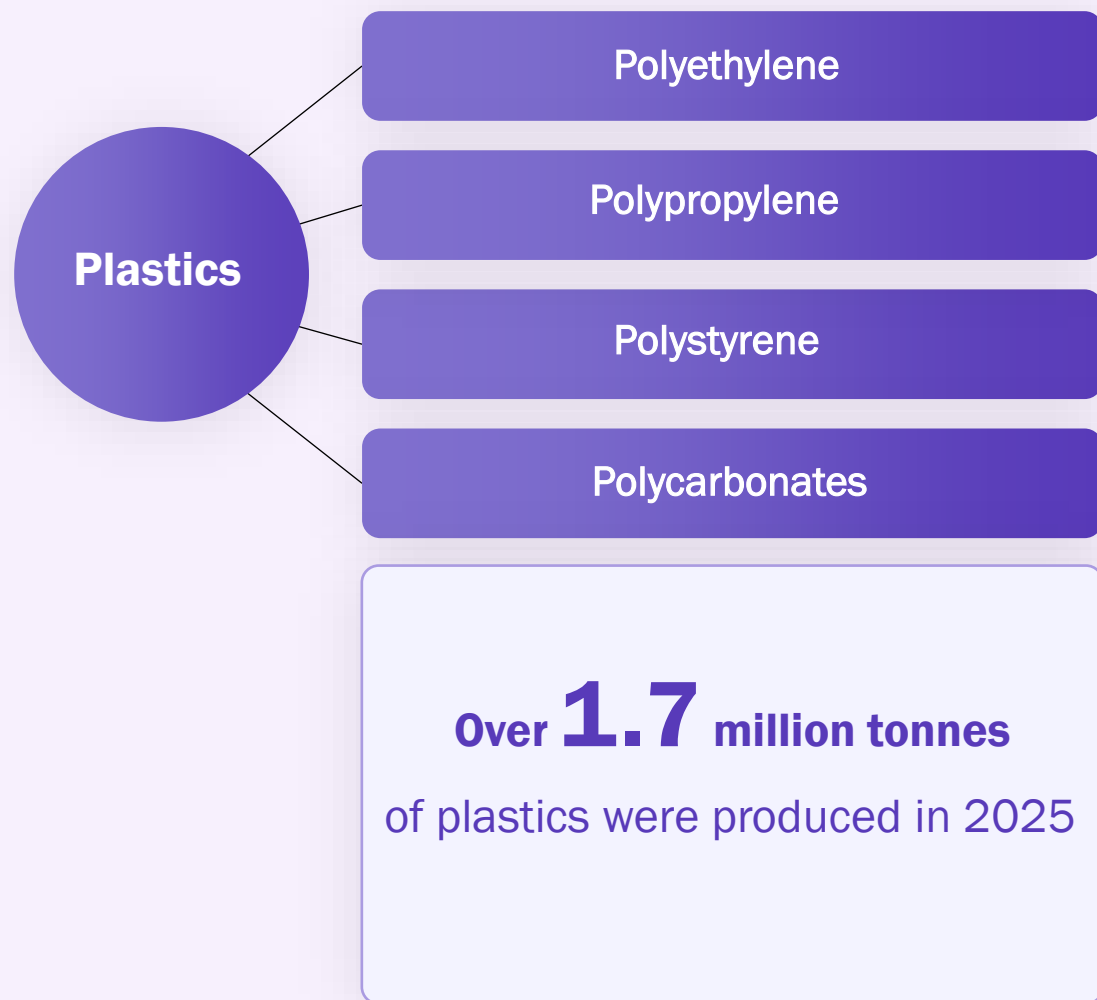 Plastics
Polyethylene
Polypropylene
Polystyrene
Polycarbonates
Over 1.7 million tonnes
of plastics were produced in 2025